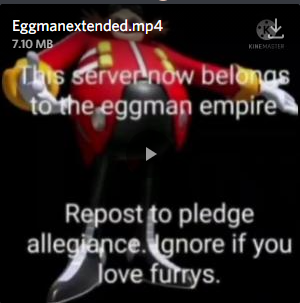 Eggmanextended.mp4
7.10 MB
KINEMASTER
This server now belongs
to the eggman empire
Repost to pledge
allegiance. Ignore if you
love furrys.